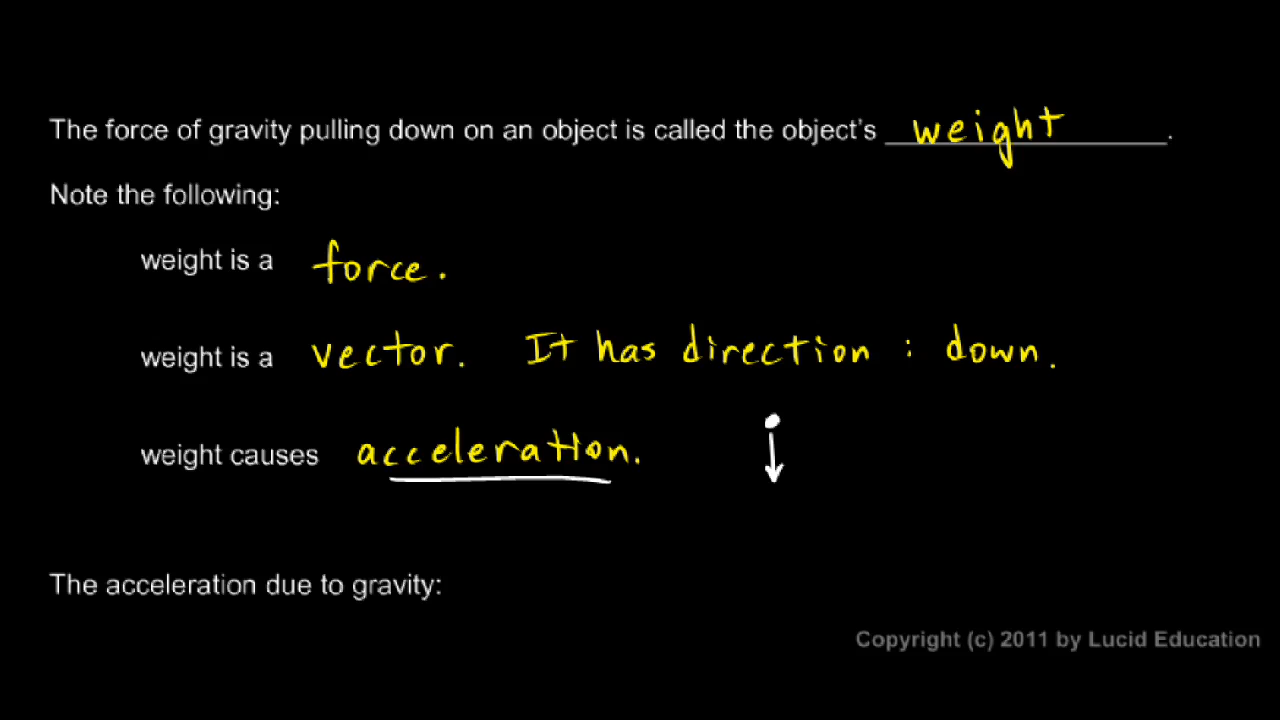 The force of gravity pulling down on an object is called the object's weight.
Note the following:
weight is a force.
weight is a vector. It has direction: down.
weight causes acceleration.
The acceleration due to gravity:
Copyright (c) 2011 by Lucid Education